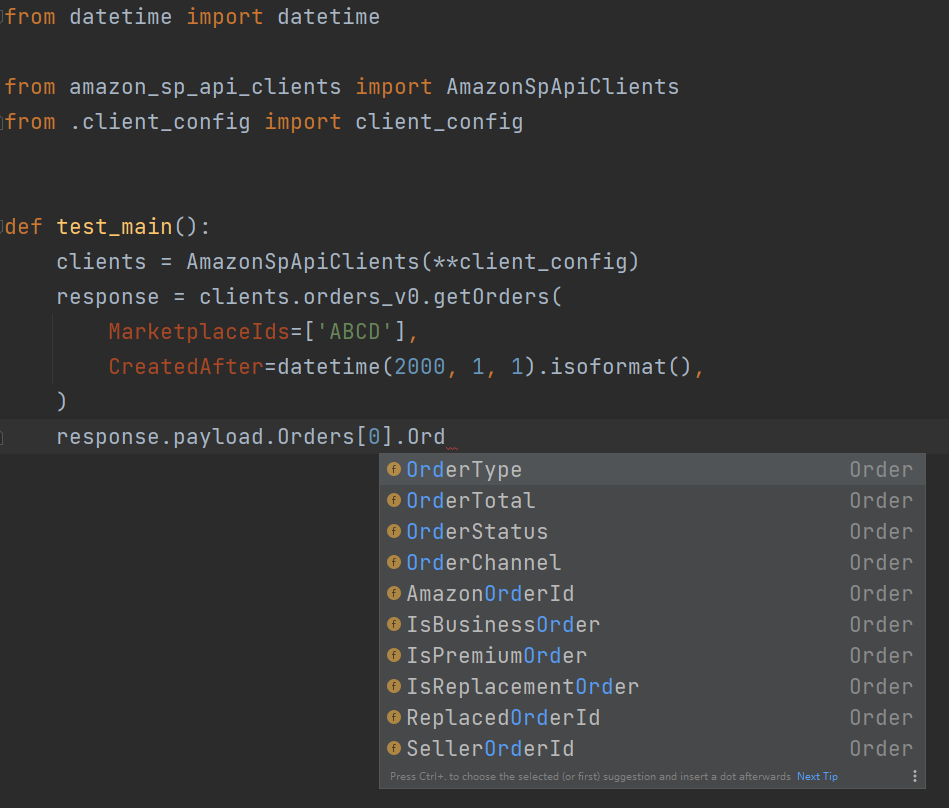 from datetime import datetime
from amazon_sp_api_clients import AmazonSpApiClients
from .client_config import client_config
def test_main():
clients = AmazonSpApiClients(**client_config)
response = clients.orders_v0.getOrders(
MarketplaceIds=['ABCD'],
CreatedAfter=datetime(2000, 1, 1).isoformat(),
)
response.payload.Orders[0].Ord
f OrderType Order
f OrderTotal Order
f OrderStatus Order
f OrderChannel Order
f AmazonOrderId Order
f IsBusinessOrder Order
f IsPremiumOrder Order
f IsReplacementOrder Order
f ReplacedOrderId Order
f SellerOrderId Order
Press Ctrl+. to choose the selected (or first) suggestion and insert a dot afterwards Next Tip